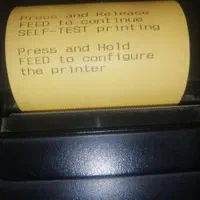 Press and Release
FEED to continue
SELF-TEST printing
Press and Hold
FEED to configure
the printer